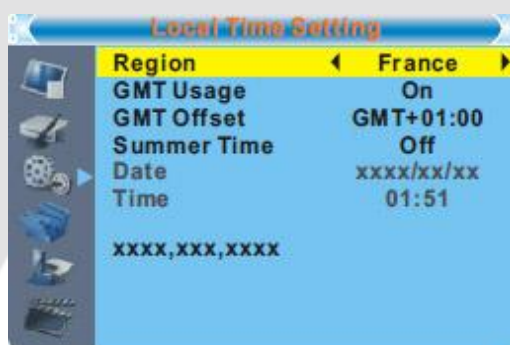 Local Time Setting
Region France
GMT Usage On
GMT Offset GMT+01:00
Summer Time Off
Date xxxx/xx/xx
Time 01:51
xxxx,xxx,xxxx